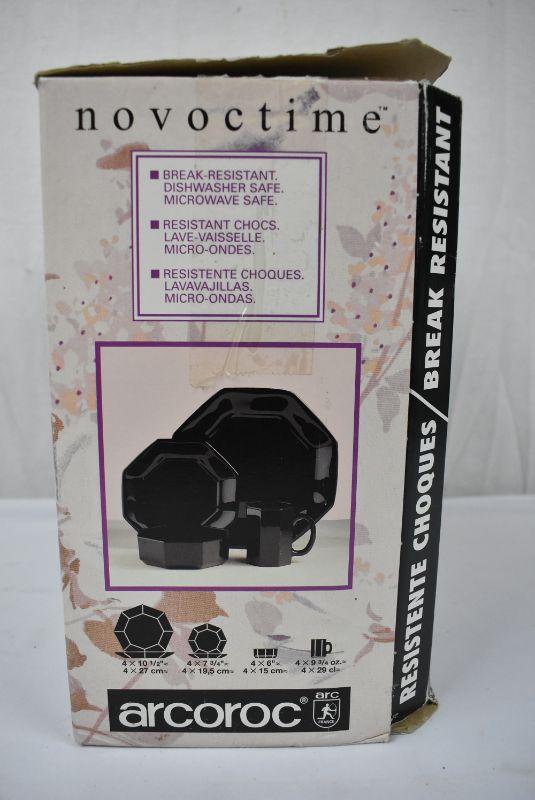 novoctime™
■ BREAK-RESISTANT.
DISHWASHER SAFE.
MICROWAVE SAFE.
■ RESISTANT CHOCS.
LAVE-VAISSELLE.
MICRO-ONDES.
■ RESISTENTE CHOQUES.
LAVAVAJILLAS.
MICRO-ONDAS.
4 × 10 1/2"≈
4 × 27 cm≈
4 × 7 3/4"≈
4 × 19,5 cm≈
4 × 6"≈
4 × 15 cm≈
4 × 9 3/4 oz.≈
4 × 29 cl≈
arcoroc®
arc
FRANCE
RESISTENTE CHOQUES / BREAK RESISTANT